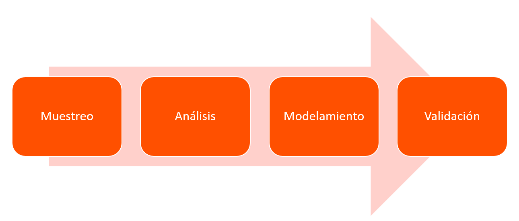 Muestreo
Análisis
Modelamiento
Validación